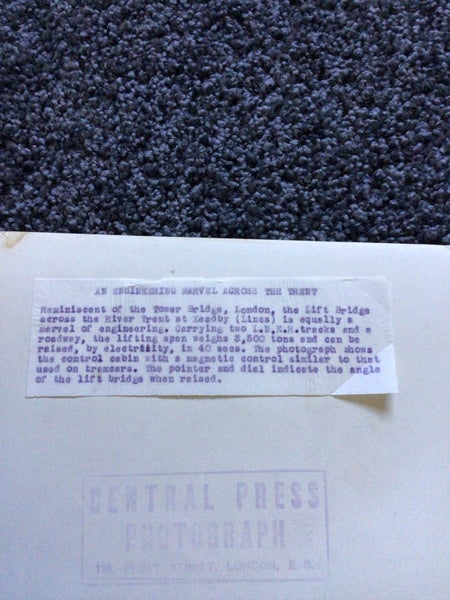 AN ENGINEERING MARVEL ACROSS THE TRENT
Reminiscent of the Tower Bridge, London, the Lift Bridge
across the River Trent at Keadby (Lincs) is equally a
marvel of engineering. Carrying two L.N.E.R. tracks and a
roadway, the lifting span weighs 3,500 tons and can be
raised, by electricity, in 40 secs. The photograph shows
the control cabin with a magnetic control similar to that
used on tramcars. The pointer and dial indicate the angle
of the lift bridge when raised.
CENTRAL PRESS
PHOTOGRAPH
STREET, LONDON, E. C.